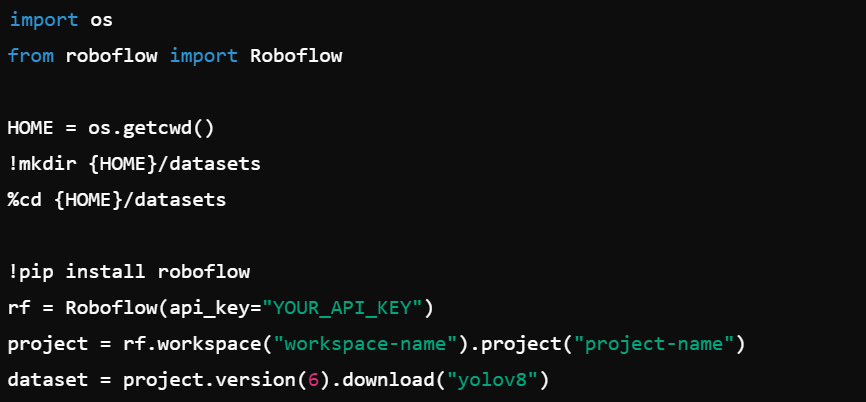 import os
from roboflow import Roboflow
HOME = os.getcwd()
!mkdir {HOME}/datasets
%cd {HOME}/datasets
!pip install roboflow
rf = Roboflow(api_key="YOUR_API_KEY")
project = rf.workspace("workspace-name").project("project-name")
dataset = project.version(6).download("yolov8")